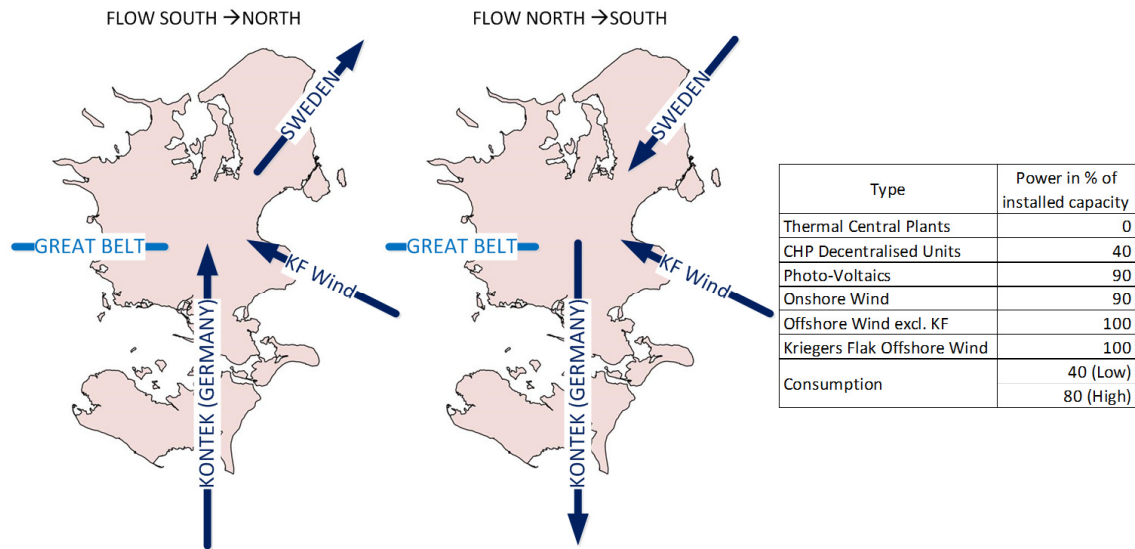 FLOW SOUTH →NORTH
SWEDEN
GREAT BELT
KF Wind
KONTEK (GERMANY)
FLOW NORTH →SOUTH
SWEDEN
GREAT BELT
KF Wind
KONTEK (GERMANY)
Type Power in % of
installed capacity
Thermal Central Plants 0
CHP Decentralised Units 40
Photo-Voltaics 90
Onshore Wind 90
Offshore Wind excl. KF 100
Kriegers Flak Offshore Wind 100
Consumption 40 (Low)
80 (High)